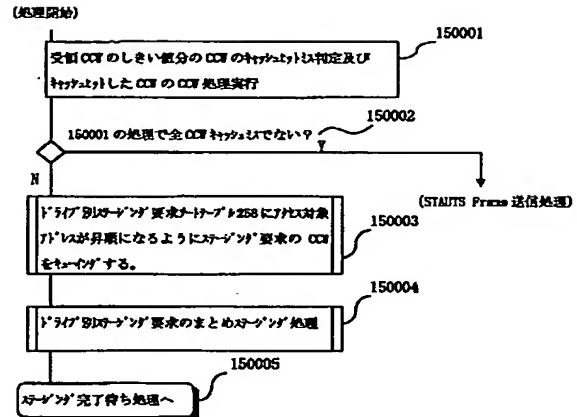 (処理開始)
150001
受領CCWのしきい値分のCCWのキャッシュヒットミス判定及び
キャッシュヒットしたCCWのCCW処理実行
150002
150001の処理で全CCWキャッシュミスでない?
Y
N
(STAUTS Frame 送信処理)
ドライブ別ステージング要求 テーブル258にアクセス対象
アドレスが昇順になるようにステージング要求のCCW
をキューイングする。
150003
150004
ドライブ別ステージング要求のまとめステージング処理
150005
ステージング完了待ち処理へ